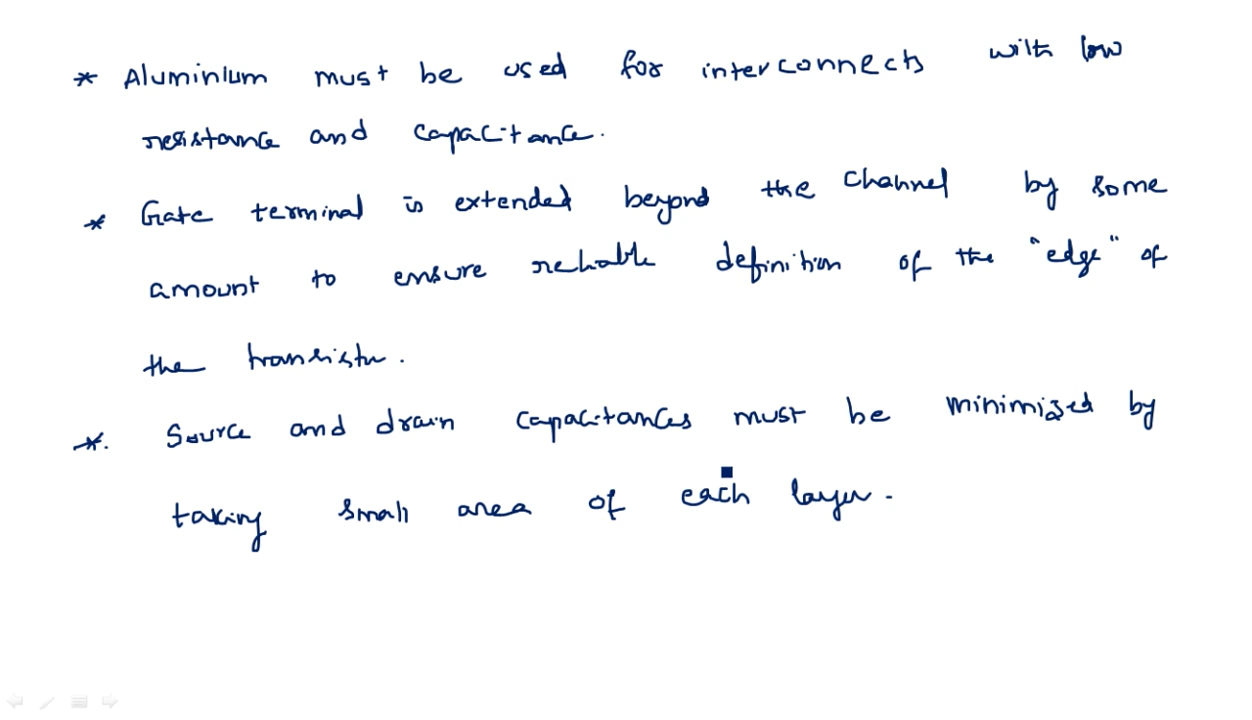 * Aluminium must be used for interconnects with low
resistance and capacitance.
* Gate terminal is extended beyond the channel by some
amount to ensure reliable definition of the "edge" of
the transistor.
*. Source and drain capacitances must be minimized by
taking small area of each layer.